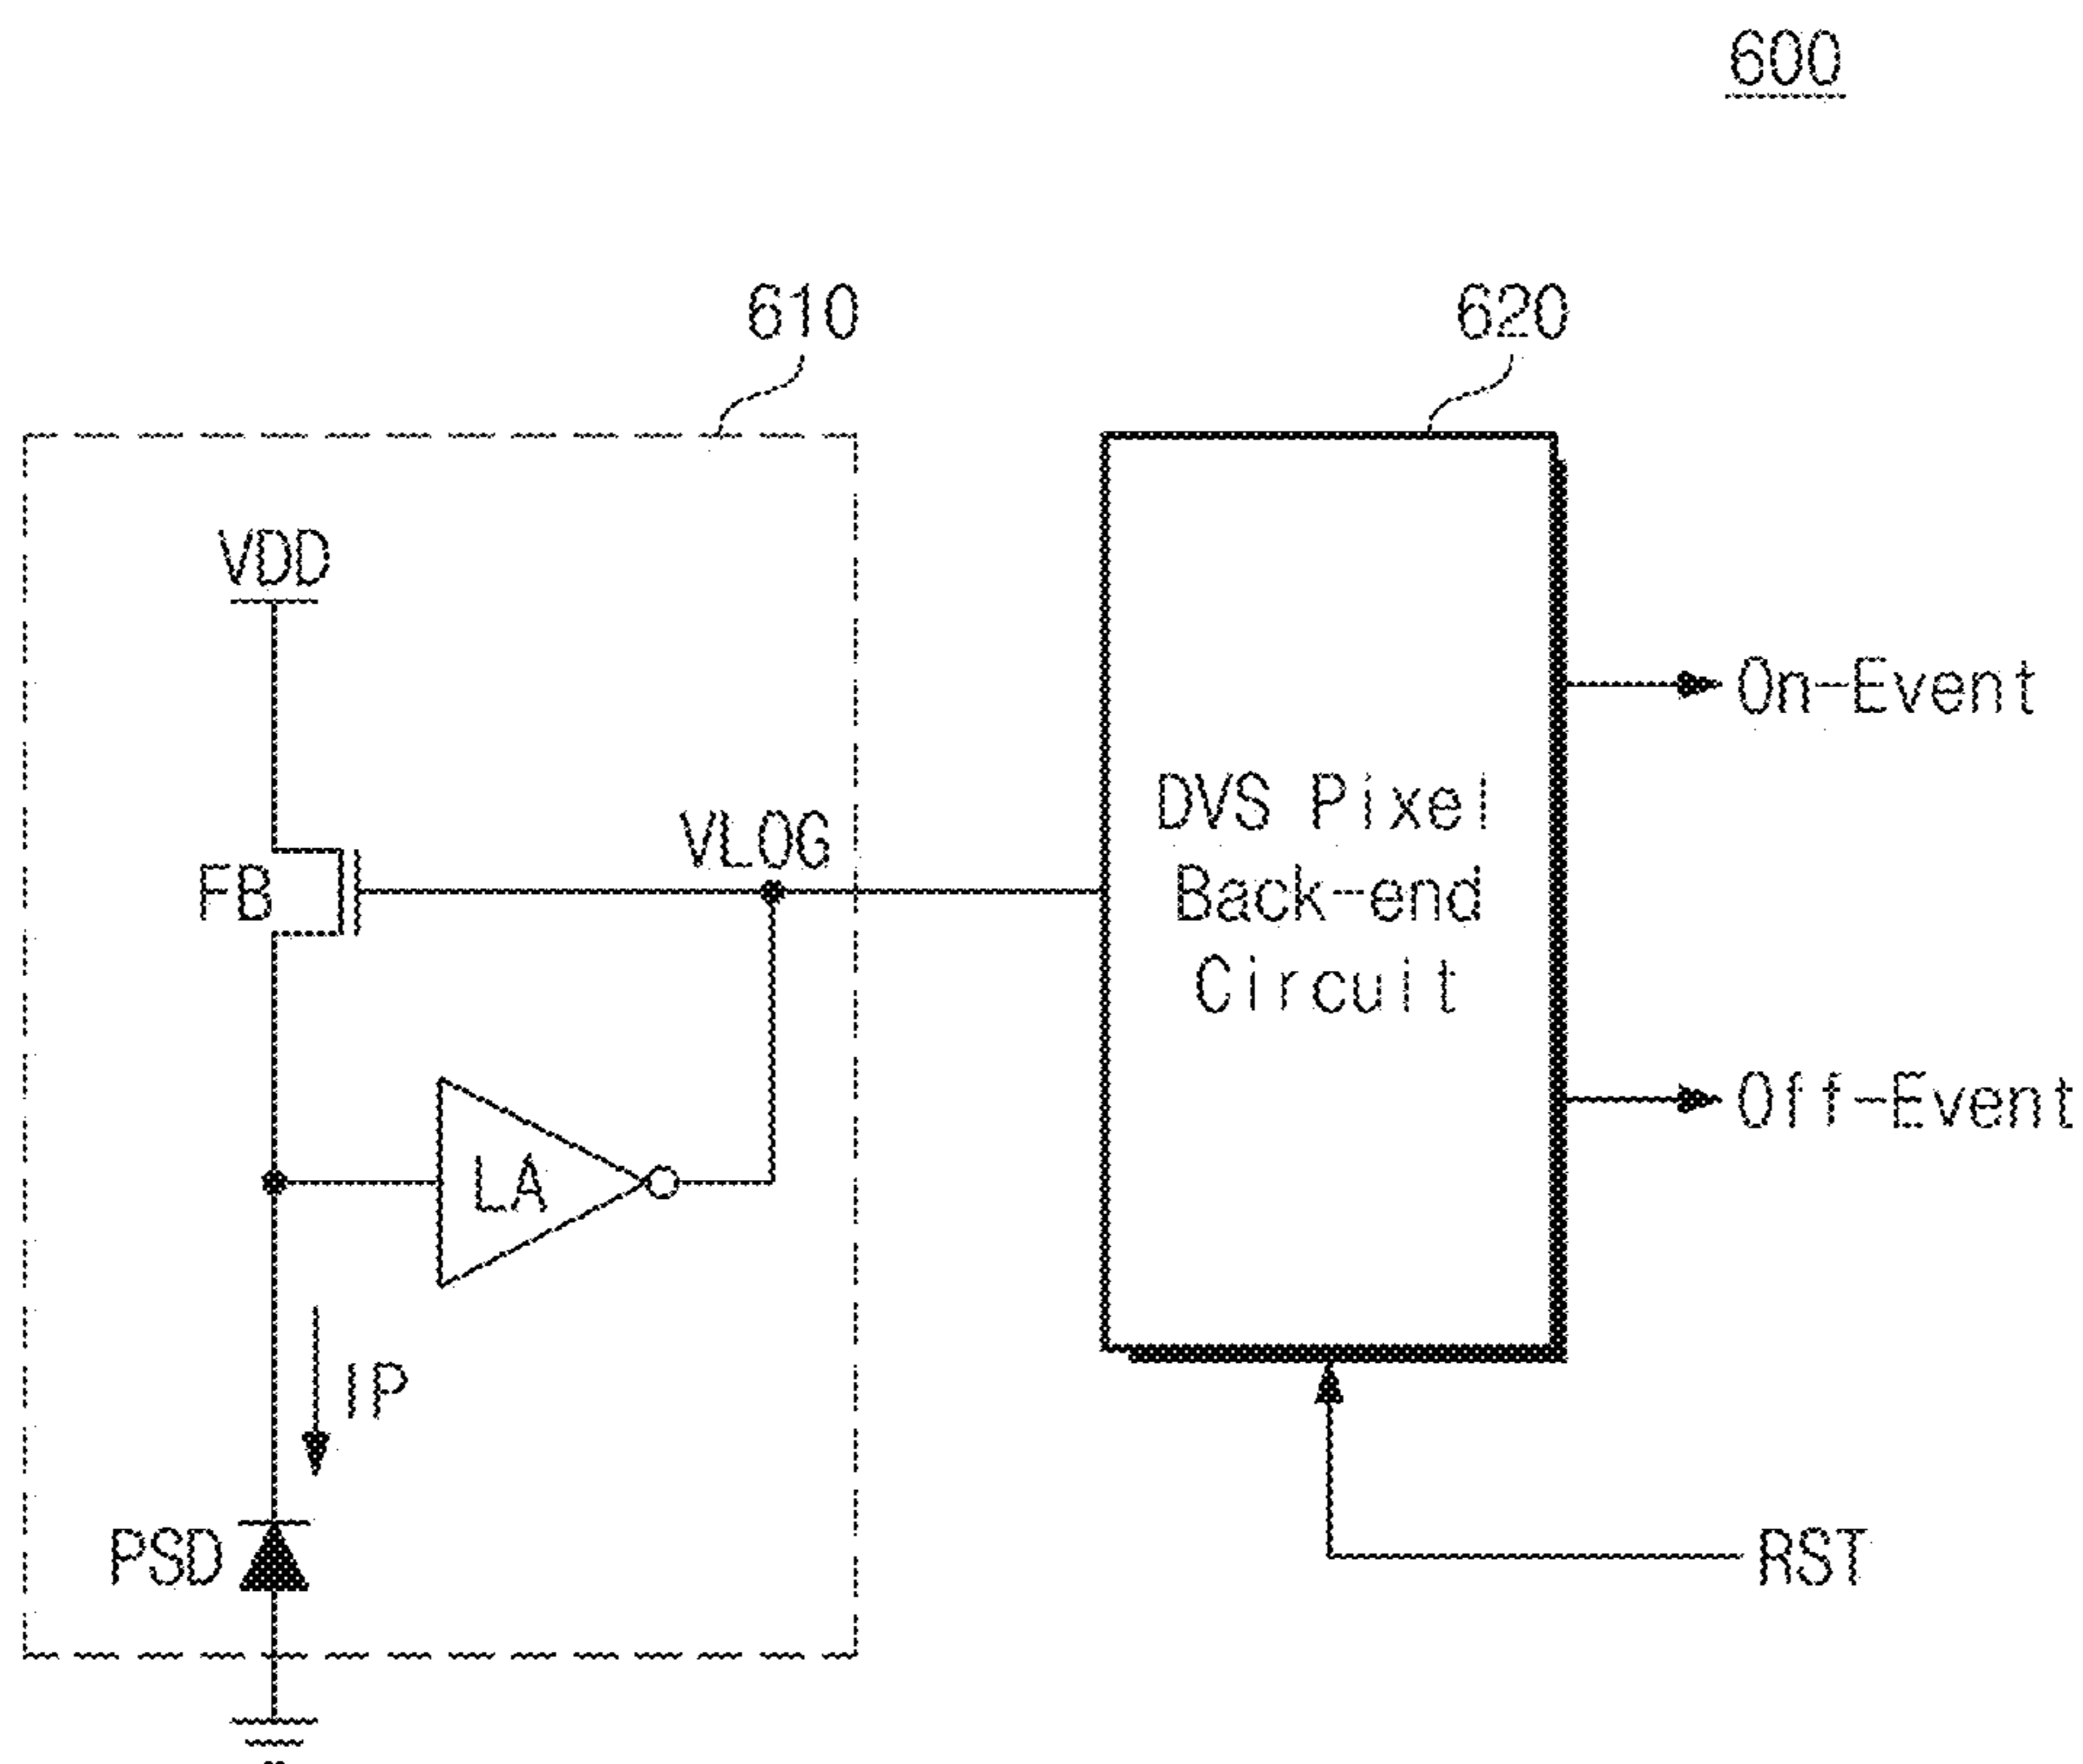 600
610
620
VDD
VLOG
FB
On-Event
DVS Pixel
Back-end
Circuit
Off-Event
LA
IP
PSD
RST